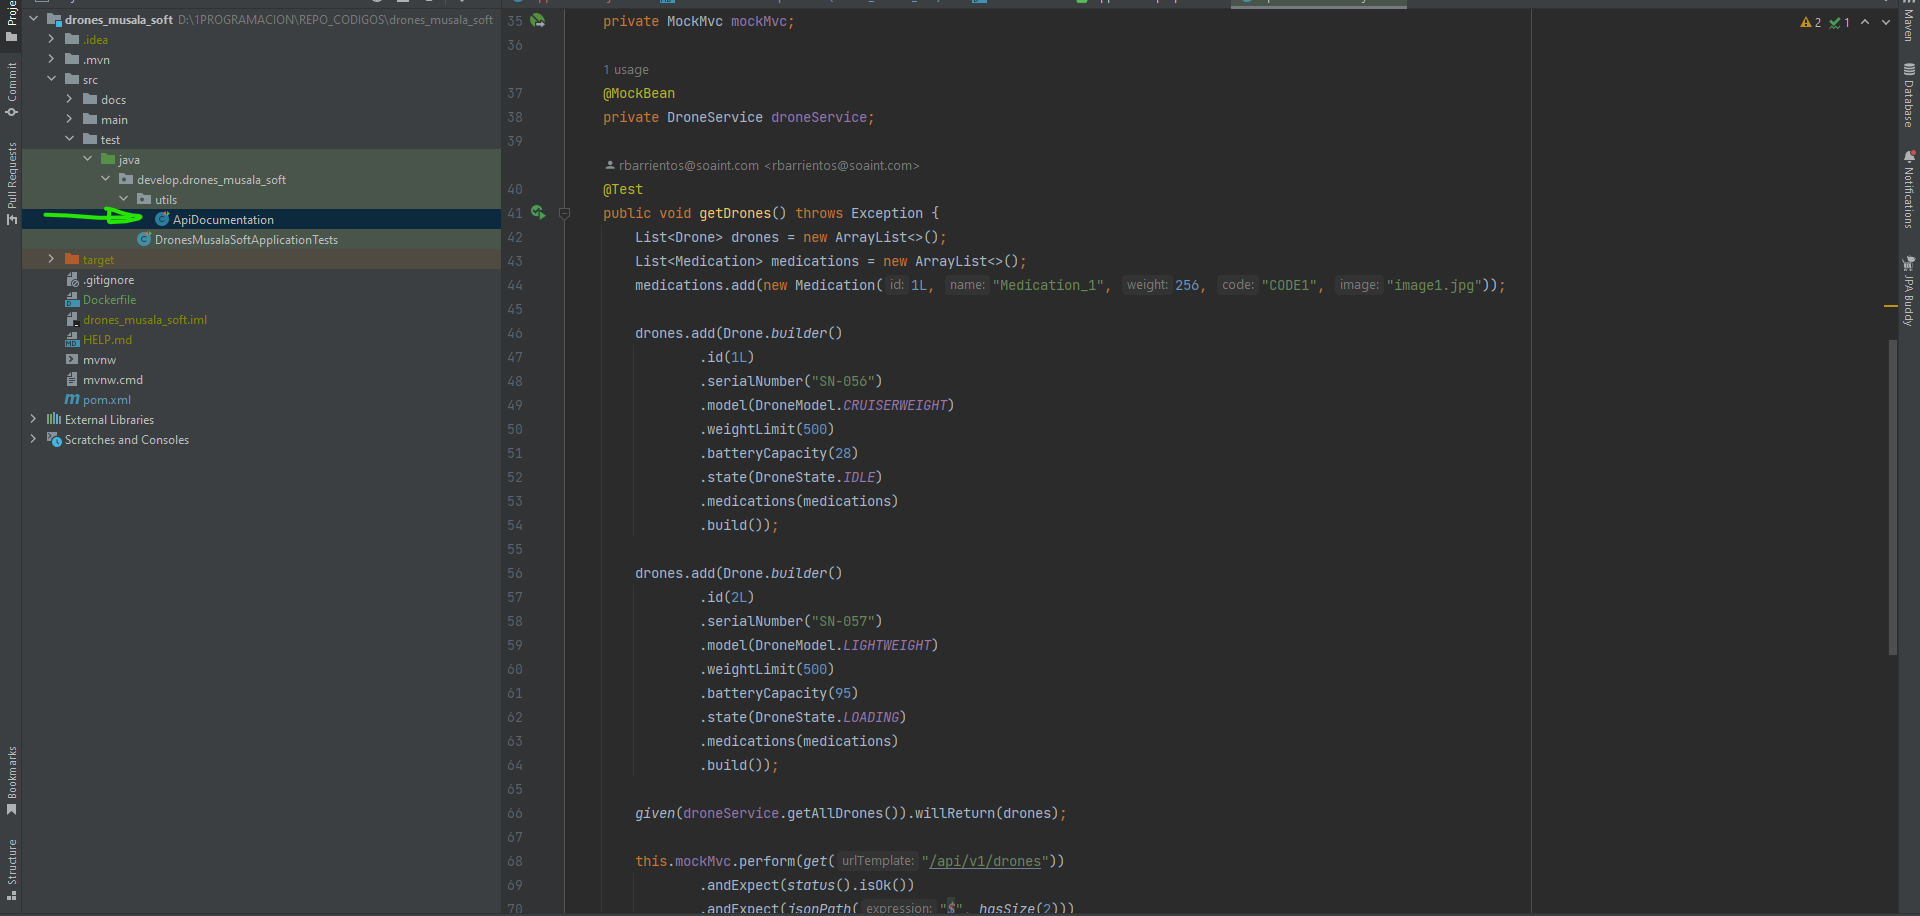 drones_musala_soft D:\1PROGRAMACION\REPO_CODIGOS\drones_musala_soft
.idea
.mvn
src
docs
main
test
java
develop.drones_musala_soft
utils
ApiDocumentation
DronesMusalaSoftApplicationTests
target
.gitignore
Dockerfile
drones_musala_soft.iml
HELP.md
mvnw
mvnw.cmd
pom.xml
External Libraries
Scratches and Consoles
Commit
Pull Requests
Bookmarks
Structure
35 private MockMvc mockMvc;
36
1 usage
37 @MockBean
38 private DroneService droneService;
39
rbarrientos@soaint.com <rbarrientos@soaint.com>
40 @Test
41 public void getDrones() throws Exception {
42 List<Drone> drones = new ArrayList<>();
43 List<Medication> medications = new ArrayList<>();
44 medications.add(new Medication( id: 1L, name: "Medication_1", weight: 256, code: "CODE1", image: "image1.jpg"));
45
46 drones.add(Drone.builder()
47 .id(1L)
48 .serialNumber("SN-056")
49 .model(DroneModel.CRUISERWEIGHT)
50 .weightLimit(500)
51 .batteryCapacity(28)
52 .state(DroneState.IDLE)
53 .medications(medications)
54 .build());
55
56 drones.add(Drone.builder()
57 .id(2L)
58 .serialNumber("SN-057")
59 .model(DroneModel.LIGHTWEIGHT)
60 .weightLimit(500)
61 .batteryCapacity(95)
62 .state(DroneState.LOADING)
63 .medications(medications)
64 .build());
65
66 given(droneService.getAllDrones()).willReturn(drones);
67
68 this.mockMvc.perform(get( urlTemplate: "/api/v1/drones"))
69 .andExpect(status().isOk())
70 .andExpect(jsonPath( expression: "$", hasSize(2)))
2 1
Maven
Database
Notifications
JPA Buddy